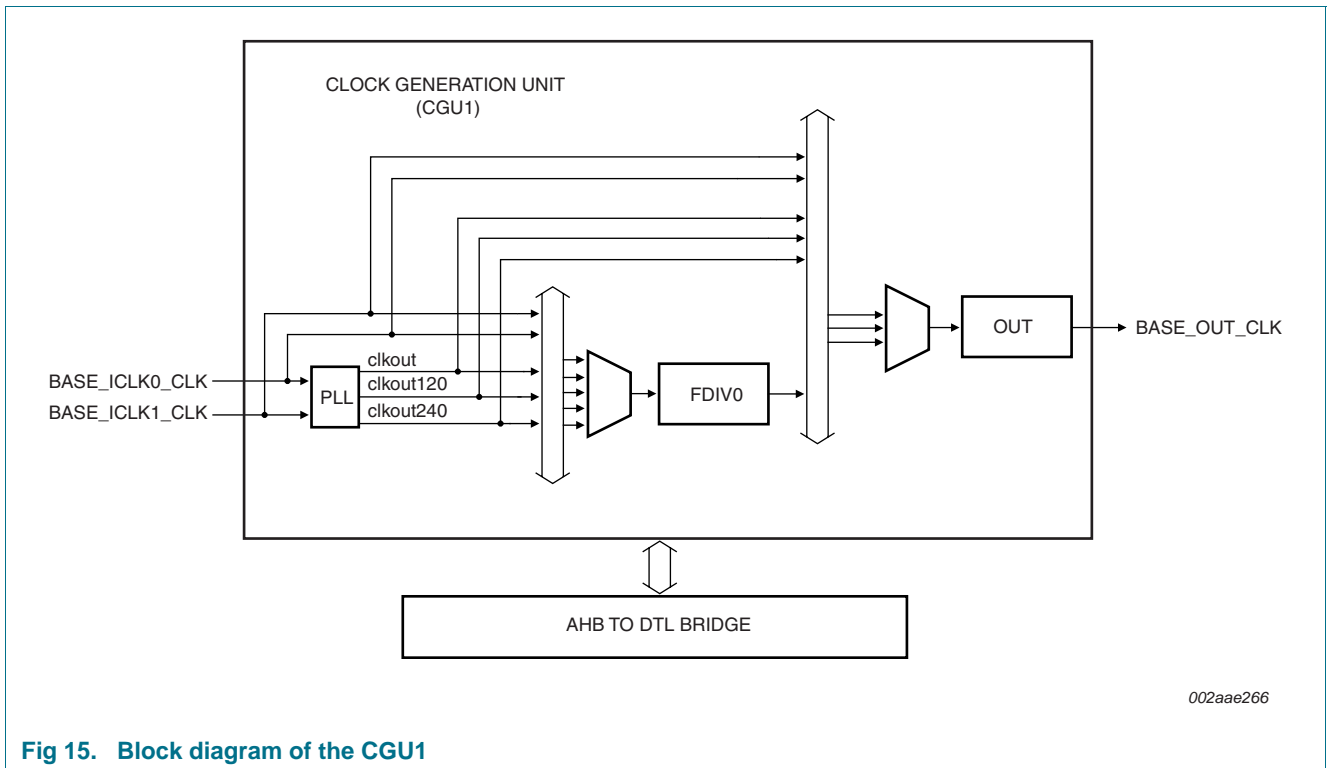 CLOCK GENERATION UNIT
(CGU1)
clkout
clkout120
clkout240
BASE_ICLK0_CLK
BASE_ICLK1_CLK
PLL
FDIV0
OUT
BASE_OUT_CLK
AHB TO DTL BRIDGE
002aae266
Fig 15. Block diagram of the CGU1